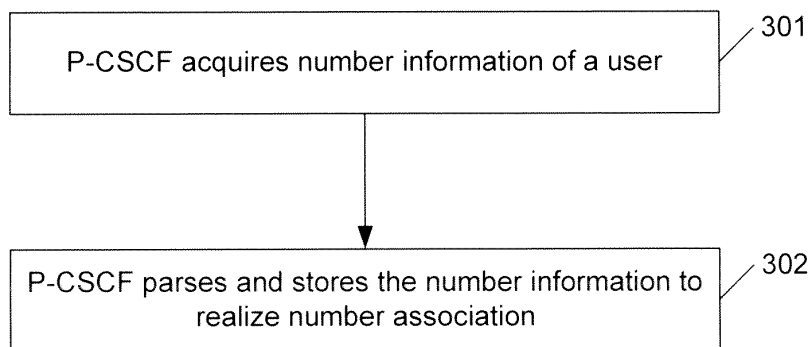 301
P-CSCF acquires number information of a user
302
P-CSCF parses and stores the number information to
realize number association